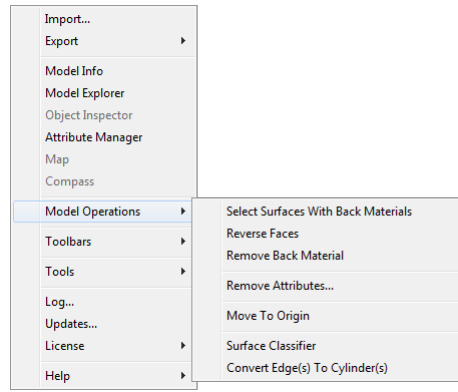 Import...
Export
Model Info
Model Explorer
Object Inspector
Attribute Manager
Map
Compass
Model Operations
Toolbars
Tools
Log...
Updates...
License
Help
Select Surfaces With Back Materials
Reverse Faces
Remove Back Material
Remove Attributes...
Move To Origin
Surface Classifier
Convert Edge(s) To Cylinder(s)